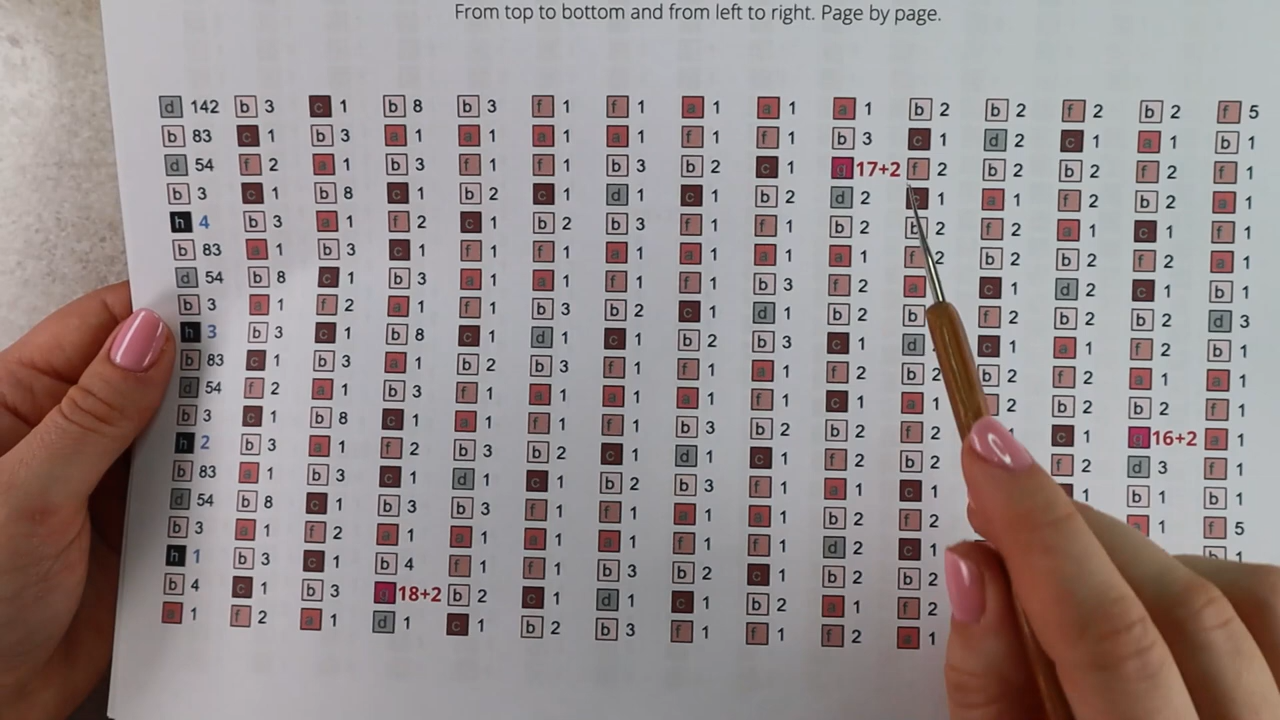 From top to bottom and from left to right. Page by page.
d 142 b 3 c 1 b 8 b 3 f 1 f 1 a 1 a 1 a 1 b 2 b 2 f 2 b 2 f 5
b 83 c 1 b 3 a 1 a 1 a 1 a 1 f 1 f 1 b 3 c 1 d 2 c 1 a 1 b 1
d 54 f 2 a 1 b 3 f 1 f 1 b 3 b 2 c 1 g 17+2 f 2 b 2 b 2 f 2 f 1
b 3 c 1 b 8 c 1 b 2 c 1 d 1 c 1 b 2 d 2 c 1 a 1 f 2 b 2 a 1
h 4 b 3 a 1 f 2 c 1 b 2 b 3 f 1 f 1 b 2 b 2 f 2 a 1 c 1 f 1
b 83 a 1 b 3 c 1 f 1 f 1 a 1 a 1 a 1 a 1 f 2 b 2 b 2 f 2 a 1
d 54 b 8 c 1 b 3 a 1 a 1 f 1 f 1 b 3 f 2 a c 1 d 2 c 1 b 1
b 3 a 1 f 2 a 1 f 1 b 3 b 2 c 1 d 1 b 2 b f 2 b 2 b 2 d 3
h 3 b 3 c 1 b 8 c 1 d 1 c 1 b 2 b 3 c 1 d c 1 a 1 f 2 b 1
b 83 c 1 b 3 a 1 b 2 b 3 f 1 f 1 a 1 f 2 b 2 b 2 f 2 a 1 a 1
d 54 f 2 a 1 b 3 f 1 a 1 a 1 a 1 f 1 c 1 a 1 2 b 2 b 2 f 1
b 3 c 1 b 8 c 1 a 1 f 1 f 1 b 3 b 2 b 2 f 2 1 c 1 g 16+2 a 1
h 2 b 3 a 1 f 2 b 3 b 2 c 1 d 1 c 1 f 2 b 2 f 2 d 3 f 1
b 83 a 1 b 3 c 1 d 1 c 1 b 2 b 3 f 1 a 1 c 1 1 b 1 b 1
d 54 b 8 c 1 b 3 b 3 f 1 f 1 a 1 a 1 b 2 f 2 a 1 f 5
b 3 a 1 f 2 a 1 a 1 a 1 a 1 f 1 f 1 d 2 c 1 b 1
h 1 b 3 c 1 b 4 f 1 f 1 b 3 b 2 c 1 b 2 b 2
b 4 c 1 b 3 g 18+2 b 2 c 1 d 1 c 1 b 2 a 1 f 2
a 1 f 2 a 1 d 1 c 1 b 2 b 3 f 1 f 1 f 2 a 1